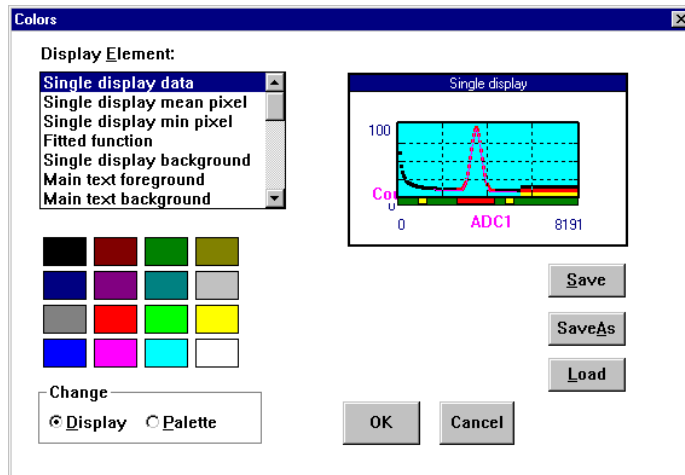 Colors
Display Element:
Single display data
Single display mean pixel
Single display min pixel
Fitted function
Single display background
Main text foreground
Main text background
Single display
100
Cou
0
0
ADC1
8191
Save
SaveAs
Load
Change
Display
Palette
OK
Cancel